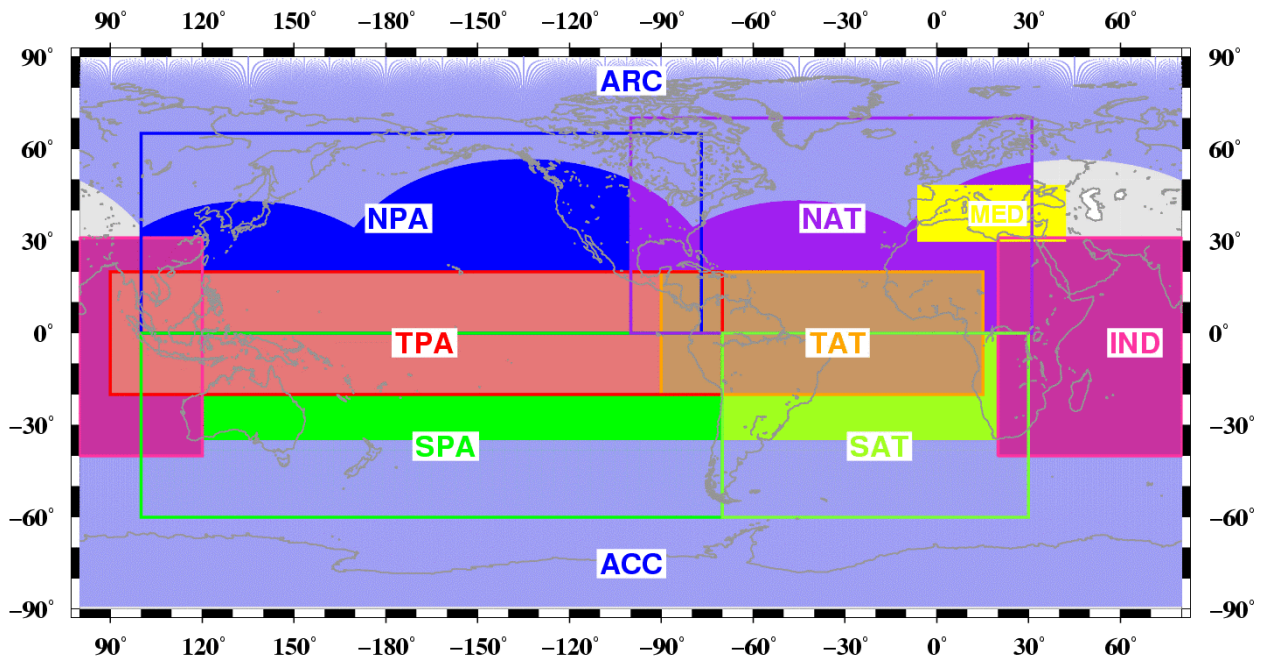 90° 120° 150° −180° −150° −120° −90° −60° −30° 0° 30° 60°
90° ARC 90°
60° 60°
NPA NAT MED
30° 30°
0° TPA TAT IND 0°
−30° −30°
SPA SAT
−60° −60°
ACC
−90° −90°
90° 120° 150° −180° −150° −120° −90° −60° −30° 0° 30° 60°